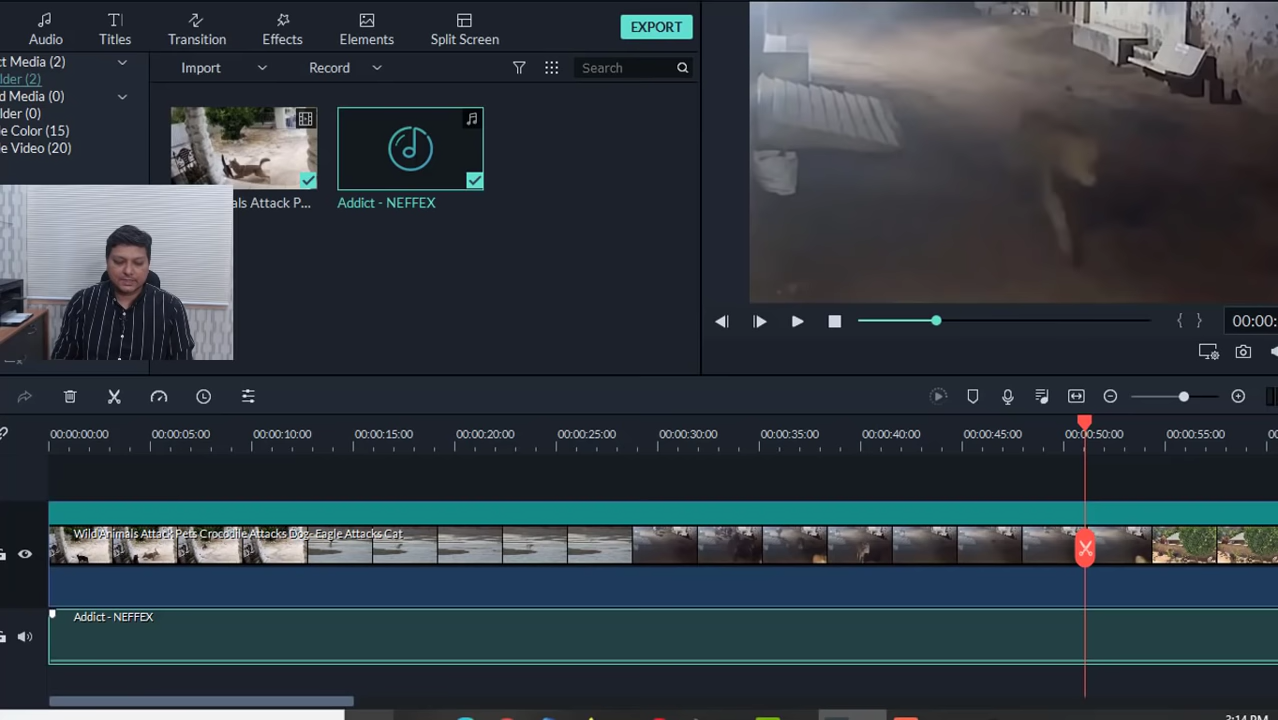 Audio
Titles
Transition
Effects
Elements
Split Screen
EXPORT
ct Media (2)
lder (2)
d Media (0)
lder (0)
e Color (15)
e Video (20)
Import
Record
Search
als Attack P...
Addict - NEFFEX
00:00:
00:00:00:00
00:00:05:00
00:00:10:00
00:00:15:00
00:00:20:00
00:00:25:00
00:00:30:00
00:00:35:00
00:00:40:00
00:00:45:00
00:00:50:00
00:00:55:00
00
Wild Animals Attack Pets Crocodile Attacks Dog- Eagle Attacks Cat
Addict - NEFFEX
3:14 PM